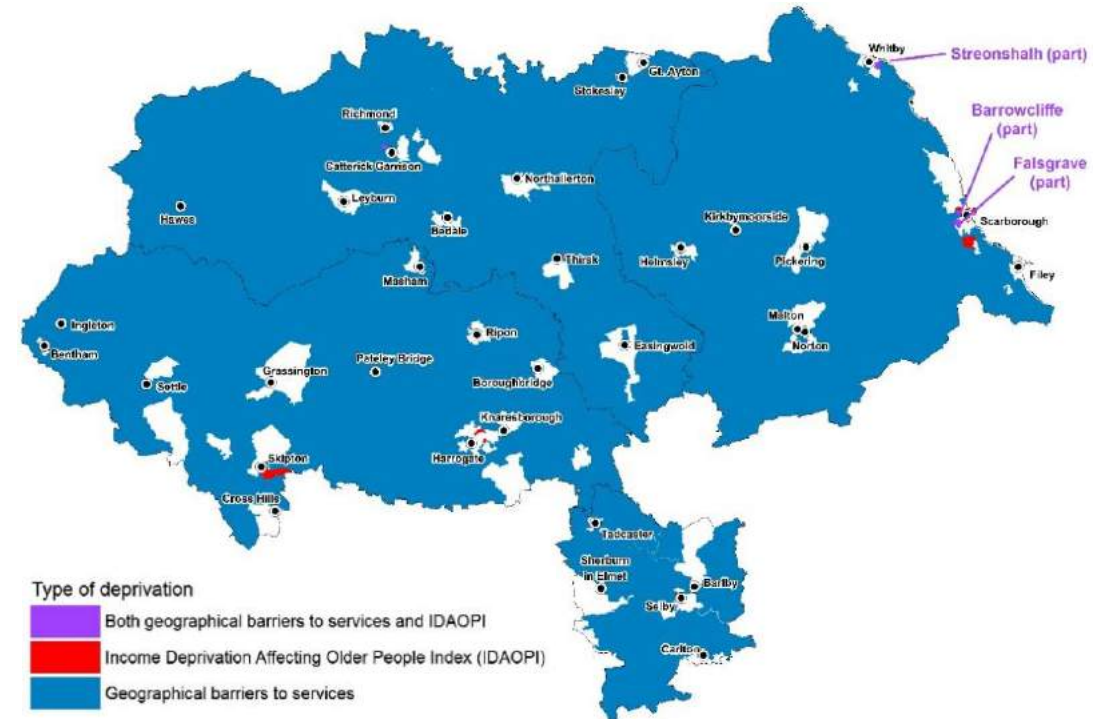 Whitby
Streonshalh (part)
Gt. Ayton
Stokesley
Richmond
Barrowcliffe
(part)
Catterick Garrison
Falsgrave
(part)
Northallerton
Leyburn
Hawes
Bedale
Kirkbymoorside
Scarborough
Thirsk
Helmsley
Pickering
Masham
Filey
Ingleton
Malton
Ripon
Norton
Bentham
Easingwold
Pateley Bridge
Grassington
Settle
Boroughbridge
Knaresborough
Harrogate
Skipton
Cross Hills
Tadcaster
Sherburn
in Elmet
Barlby
Selby
Carlton
Type of deprivation
Both geographical barriers to services and IDAOPI
Income Deprivation Affecting Older People Index (IDAOPI)
Geographical barriers to services